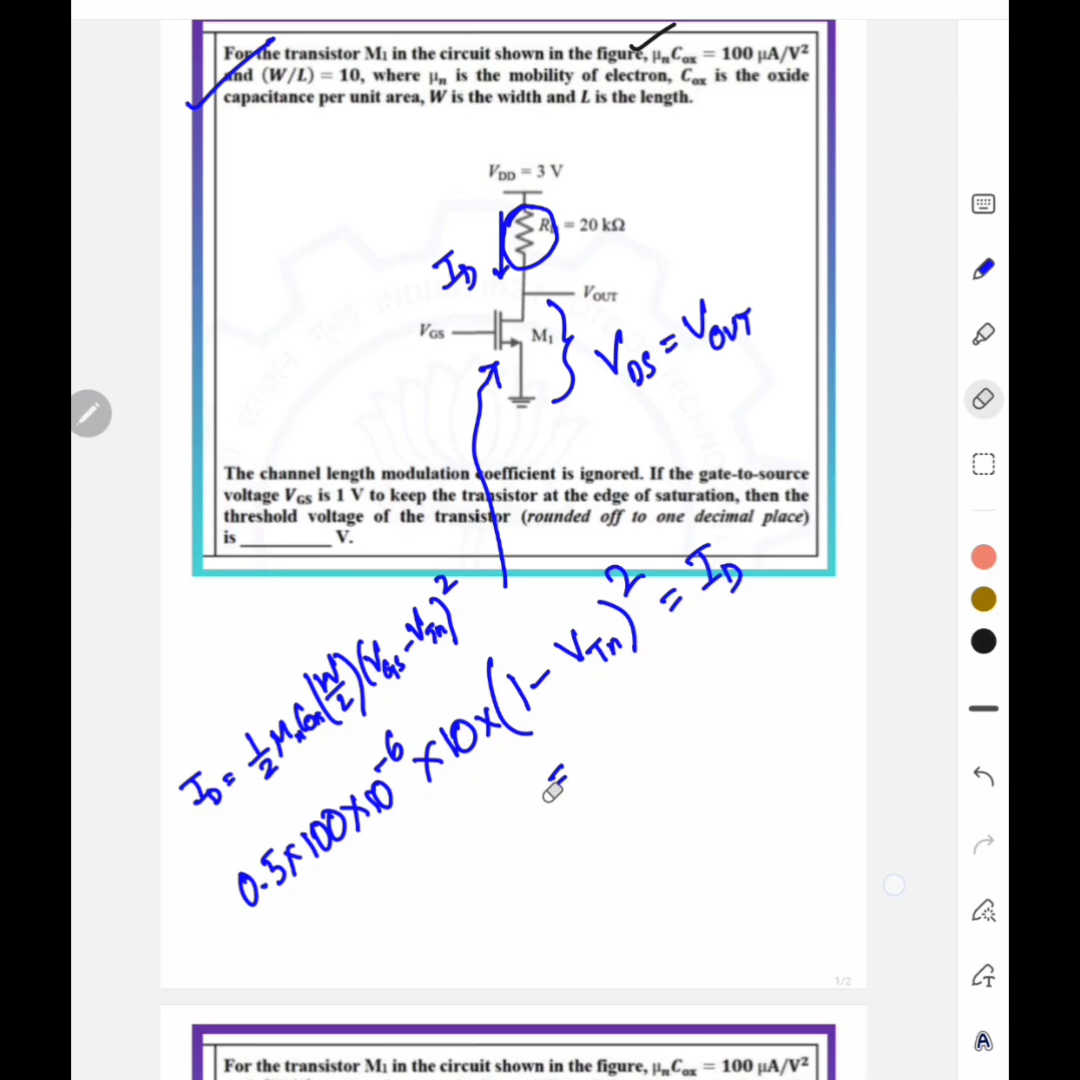 For the transistor M₁ in the circuit shown in the figure, μₙCₒₓ = 100 μA/V²
and (W/L) = 10, where μₙ is the mobility of electron, Cₒₓ is the oxide
capacitance per unit area, W is the width and L is the length.
V_DD = 3 V
R = 20 kΩ
I_D
V_OUT
V_GS
M₁
V_DS = V_OUT
The channel length modulation coefficient is ignored. If the gate-to-source
voltage V_GS is 1 V to keep the transistor at the edge of saturation, then the
threshold voltage of the transistor (rounded off to one decimal place)
is __________ V.
I_D = 1/2 μₙCₒₓ(W/2)(V_GS - V_Tn)²
0.5×100×10⁻⁶×10×(1-V_Tn)² = I_D
=
1/2
For the transistor M₁ in the circuit shown in the figure, μₙCₒₓ = 100 μA/V²